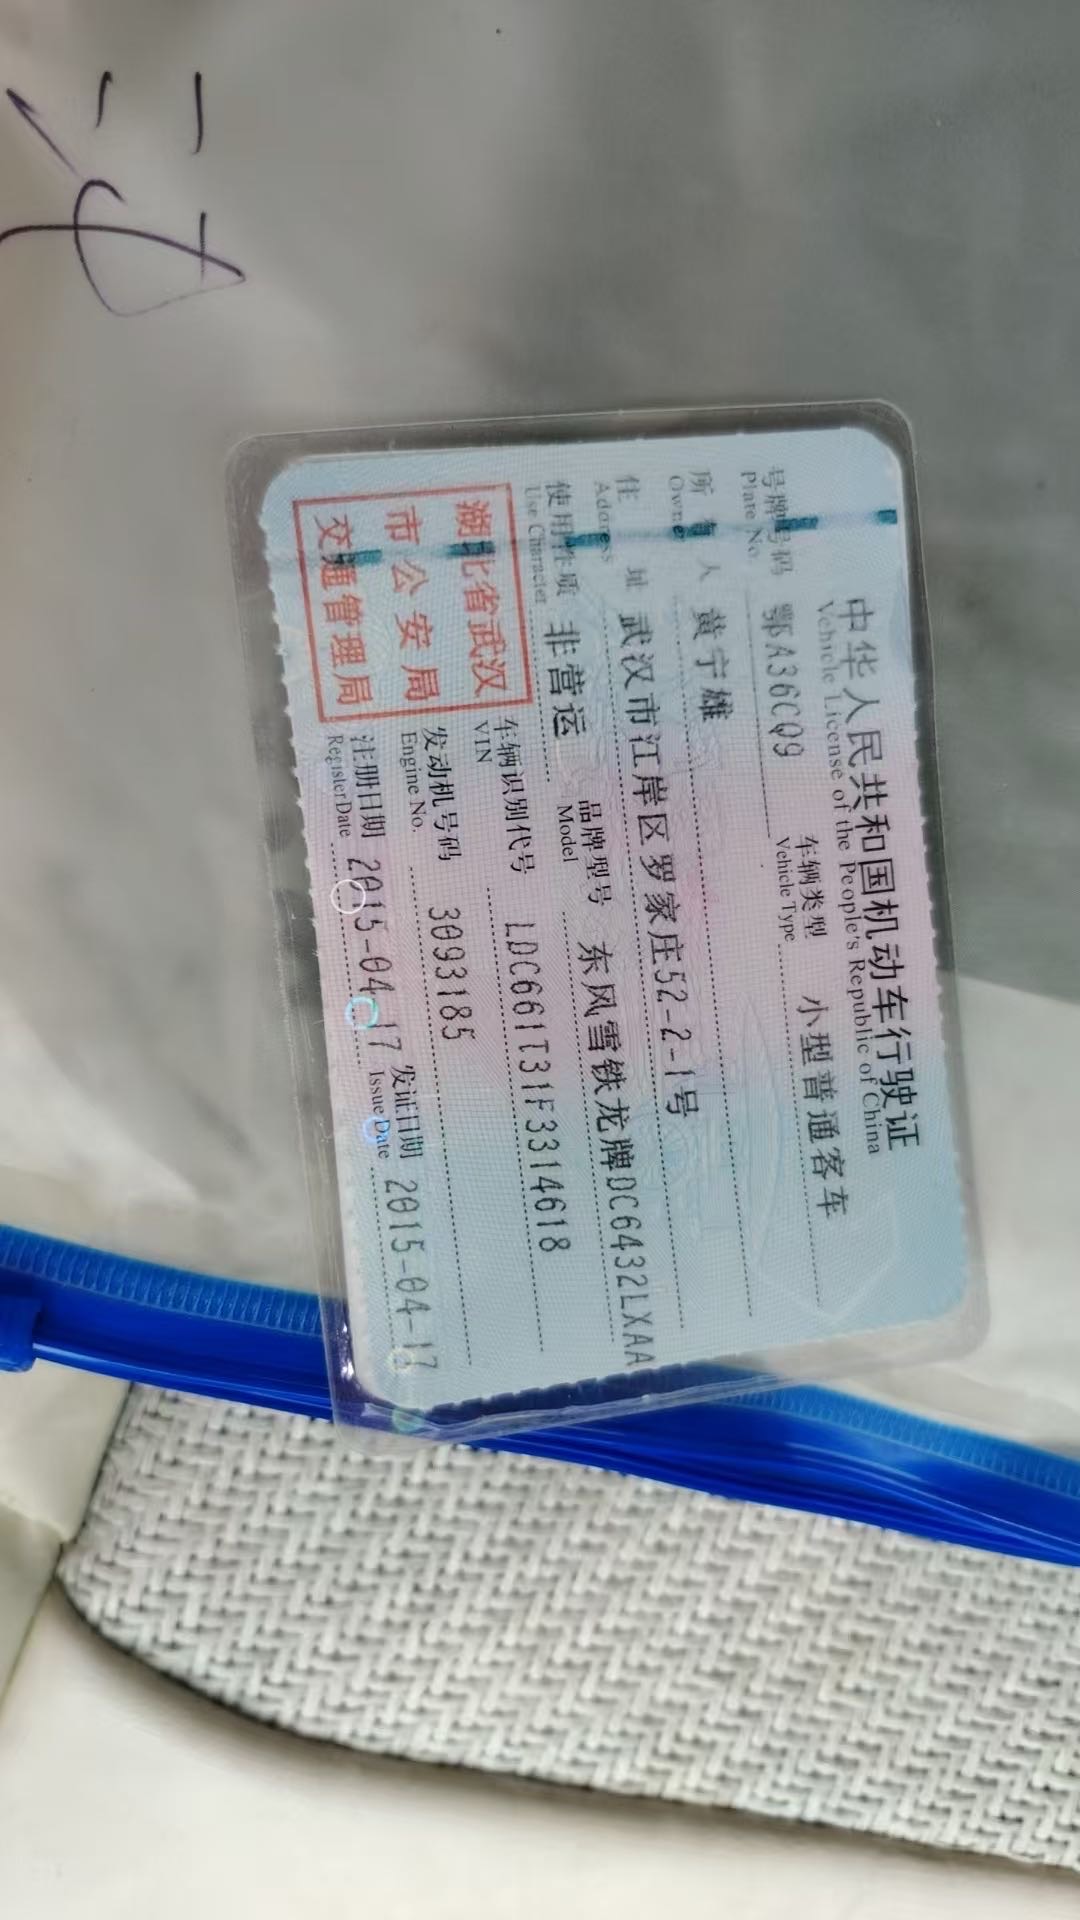 中华人民共和国机动车行驶证
Vehicle License of the People's Republic of China
号牌号码 鄂A36CQ9 车辆类型 小型普通客车
Plate No. Vehicle Type
所有人 黄宁雄
Owner
住址 武汉市江岸区罗家庄52-2-1号
Address
使用性质 非营运 品牌型号 东风雪铁龙牌DC6432LXAA
Use Character Model
湖北省武汉
市公安局
交通管理局
车辆识别代号 LDC661T31F3314618
VIN
发动机号码 3093185
Engine No.
注册日期 2015-04-17 发证日期 2015-04-17
Register Date Issue Date